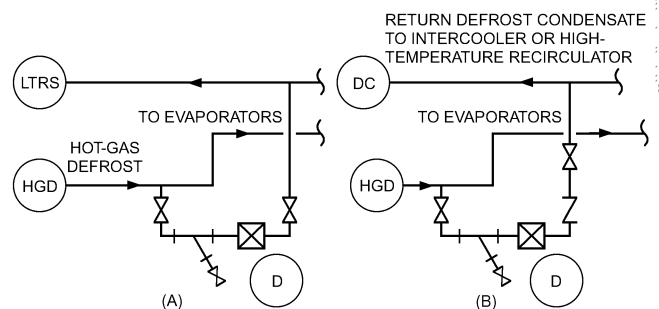 RETURN DEFROST CONDENSATE
TO INTERCOOLER OR HIGH-
TEMPERATURE RECIRCULATOR
LTRS
DC
TO EVAPORATORS
TO EVAPORATORS
HOT-GAS
DEFROST
HGD
HGD
D
D
(A)
(B)